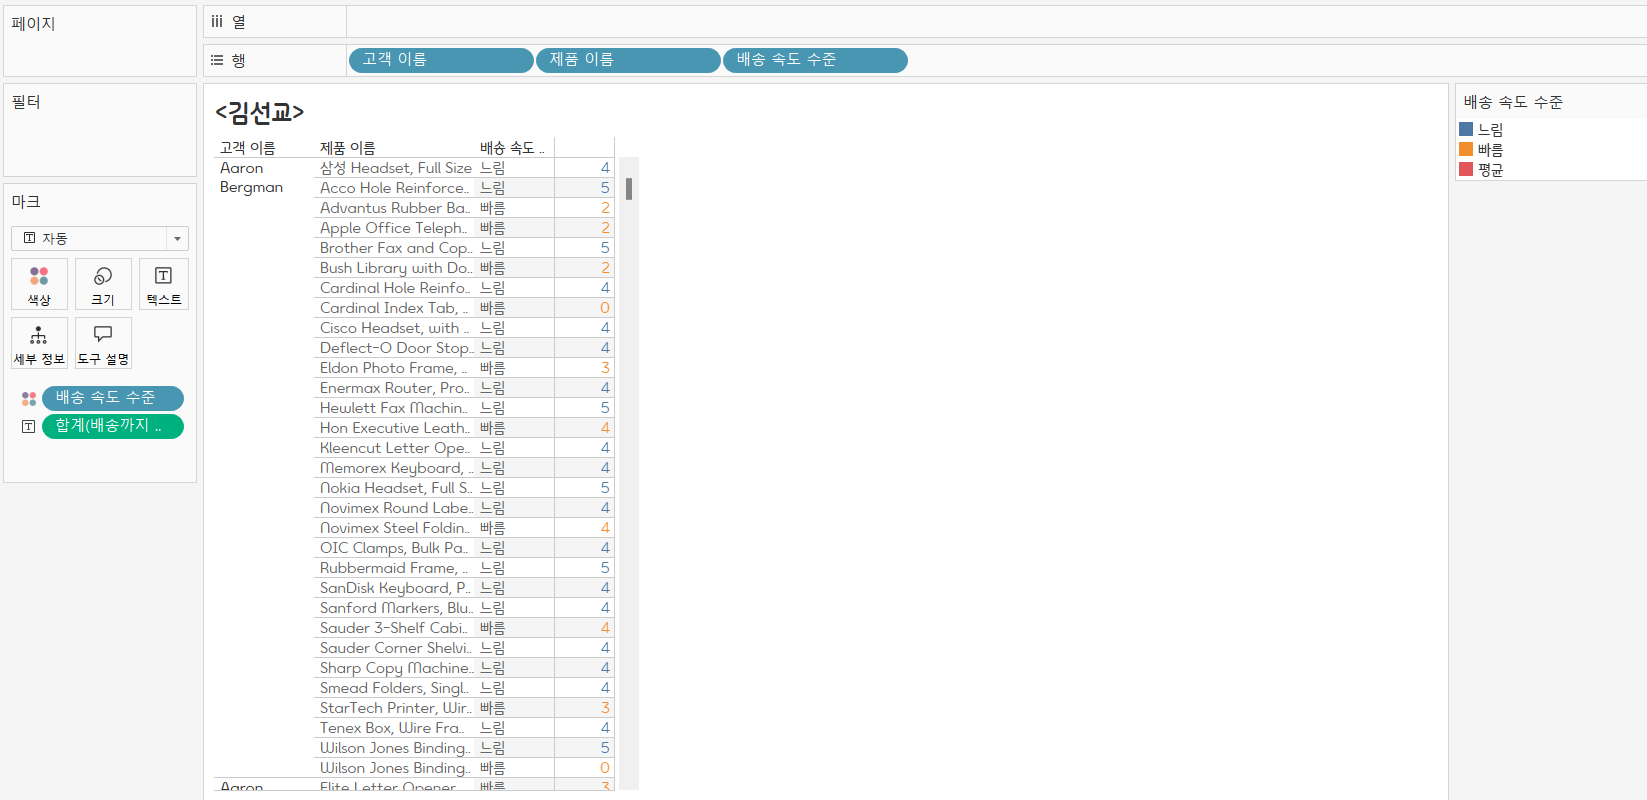 페이지
열
행
고객 이름
제품 이름
배송 속도 수준
필터
마크
자동
색상
크기
텍스트
세부 정보
도구 설명
배송 속도 수준
합계(배송까지 ..
<김선교>
고객 이름 제품 이름 배송 속도 ..
Aaron Bergman 삼성 Headset, Full Size 느림 4
Acco Hole Reinforce.. 느림 5
Advantus Rubber Ba.. 빠름 2
Apple Office Teleph.. 빠름 2
Brother Fax and Cop.. 느림 5
Bush Library with Do.. 빠름 2
Cardinal Hole Reinfo.. 느림 4
Cardinal Index Tab, .. 빠름 0
Cisco Headset, with .. 느림 4
Deflect-O Door Stop.. 느림 4
Eldon Photo Frame, .. 빠름 3
Enermax Router, Pro.. 느림 4
Hewlett Fax Machin.. 느림 5
Hon Executive Leath.. 빠름 4
Kleencut Letter Ope.. 느림 4
Memorex Keyboard, .. 느림 4
Nokia Headset, Full S.. 느림 5
Novimex Round Labe.. 느림 4
Novimex Steel Foldin.. 빠름 4
OIC Clamps, Bulk Pa.. 느림 4
Rubbermaid Frame, .. 느림 5
SanDisk Keyboard, P.. 느림 4
Sanford Markers, Blu.. 느림 4
Sauder 3-Shelf Cabi.. 빠름 4
Sauder Corner Shelvi.. 느림 4
Sharp Copy Machine.. 느림 4
Smead Folders, Singl.. 느림 4
StarTech Printer, Wir.. 빠름 3
Tenex Box, Wire Fra.. 느림 4
Wilson Jones Binding.. 느림 5
Wilson Jones Binding.. 빠름 0
Aaron Elite Letter Opener 빠름 3
배송 속도 수준
느림
빠름
평균